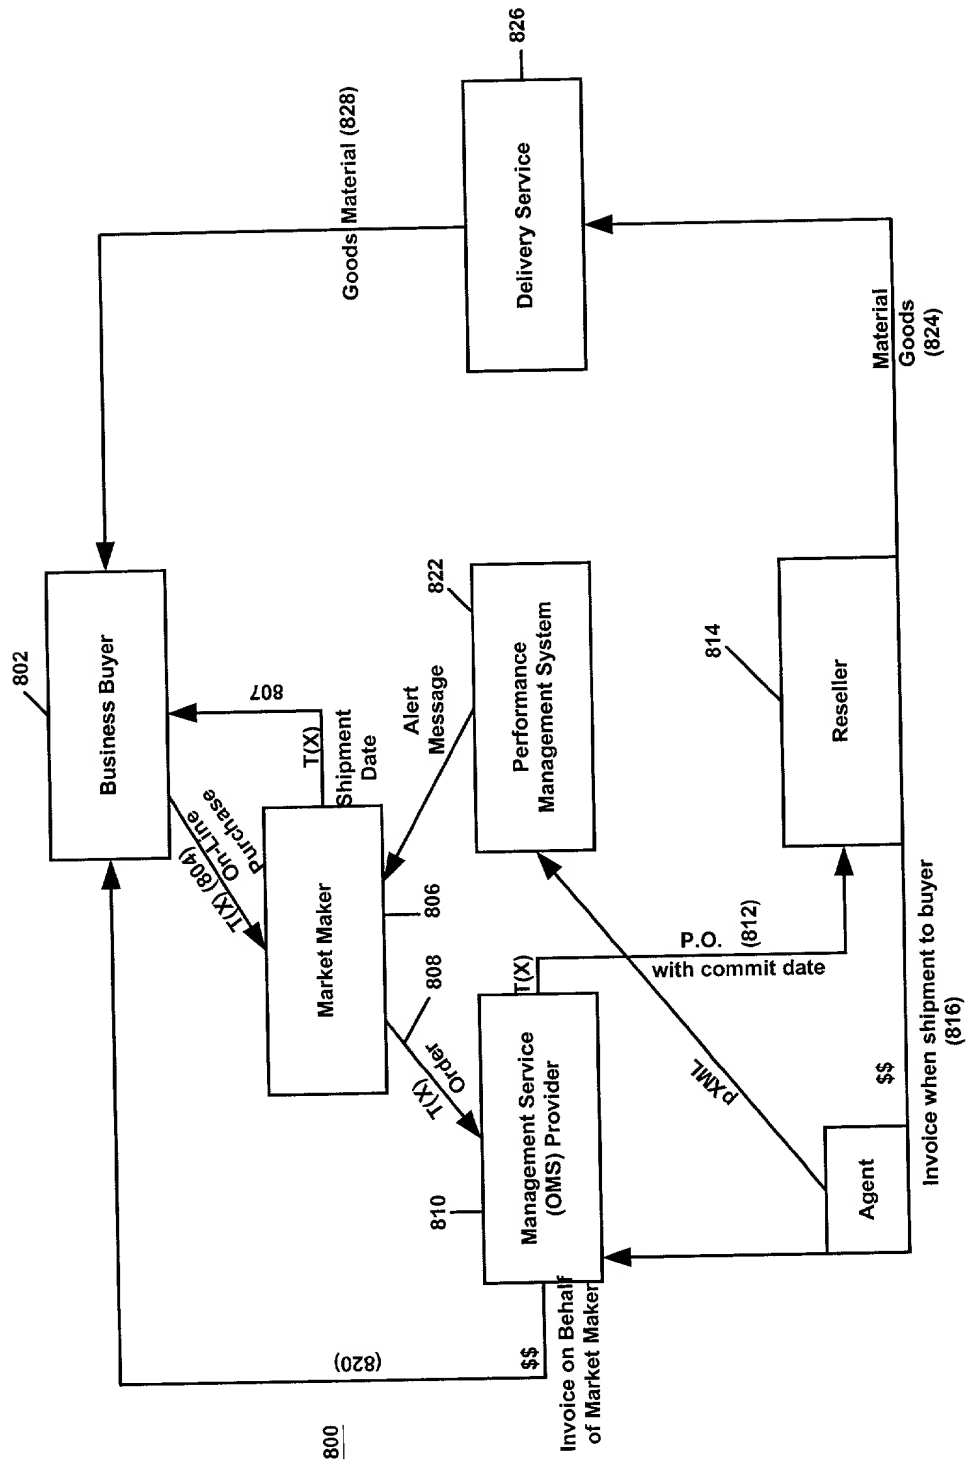 800
802
Business Buyer
Goods Material (828)
826
Delivery Service
(820)
T(X) (804)
On-Line
Purchase
807
T(X)
Shipment
Date
Market Maker
806
Alert
Message
822
Performance
Management System
808
T(X)
Order
810
Management Service
(OMS) Provider
$$
Invoice on Behalf
of Market Maker
T(X)
P.O. (812)
with commit date
pXML
814
Reseller
Agent
$$
Invoice when shipment to buyer
(816)
Material
Goods
(824)